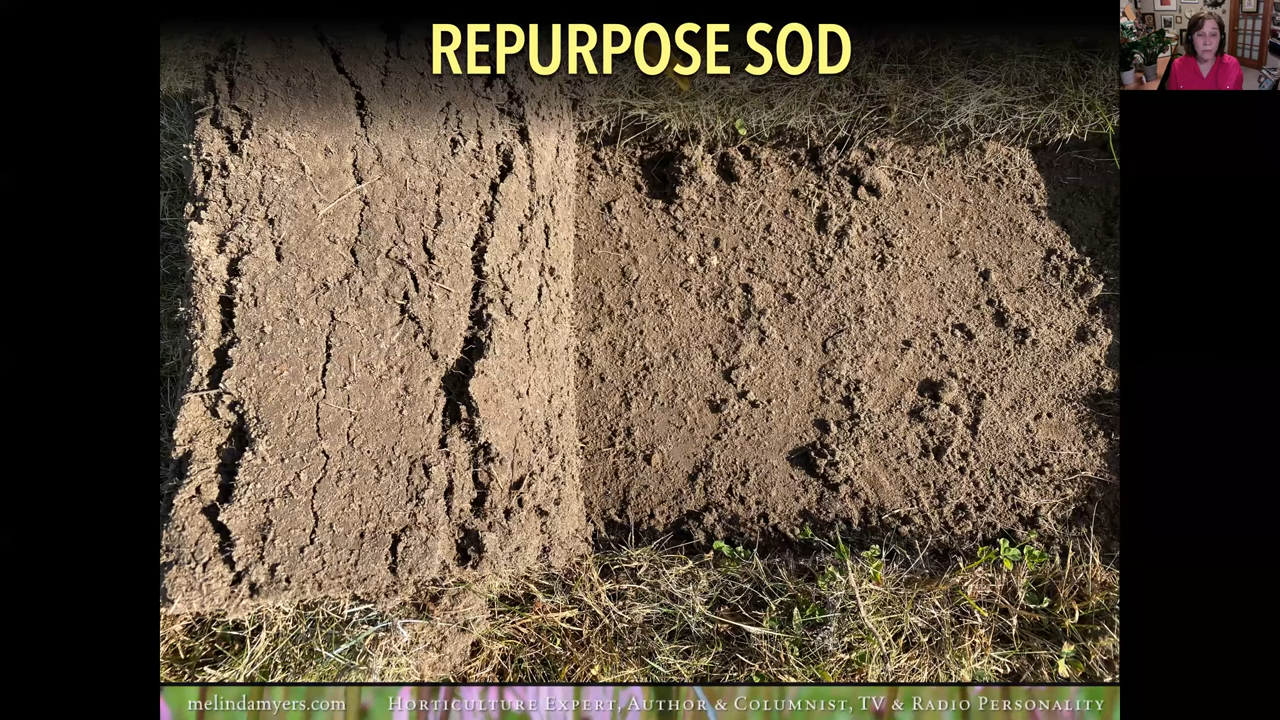 REPURPOSE SOD
melindamyers.com Horticulture Expert, Author & Columnist, TV & Radio Personality